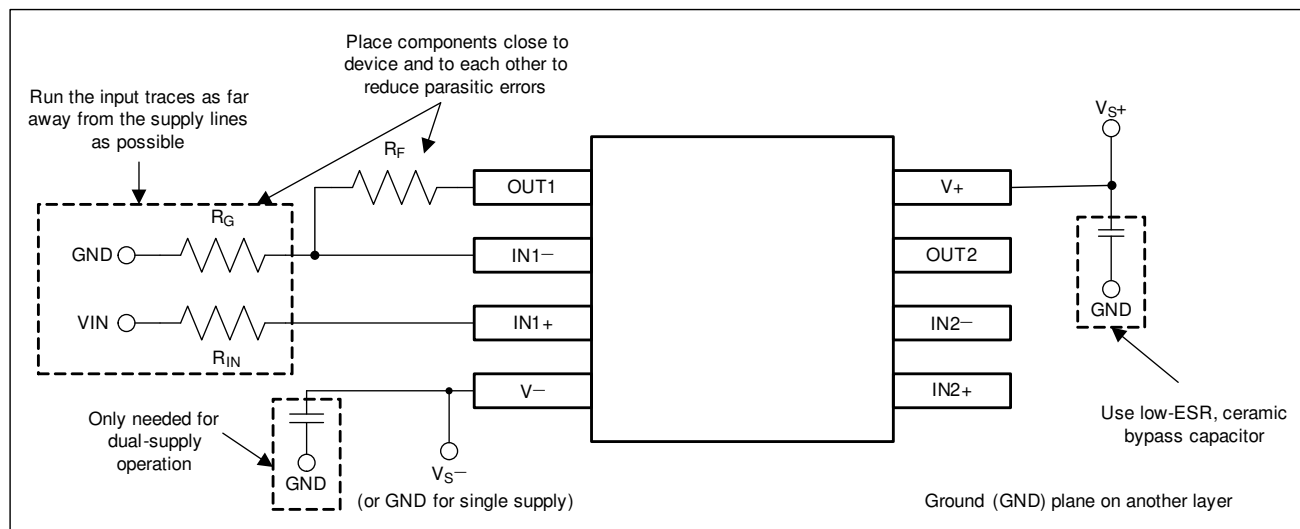 Place components close to
device and to each other to
reduce parasitic errors
Run the input traces as far
away from the supply lines
as possible
VS+
RF
OUT1
V+
RG
GND
IN1−
OUT2
VIN
IN1+
IN2−
GND
RIN
V−
IN2+
Only needed for
dual-supply
operation
Use low-ESR, ceramic
bypass capacitor
GND
VS−
(or GND for single supply)
Ground (GND) plane on another layer